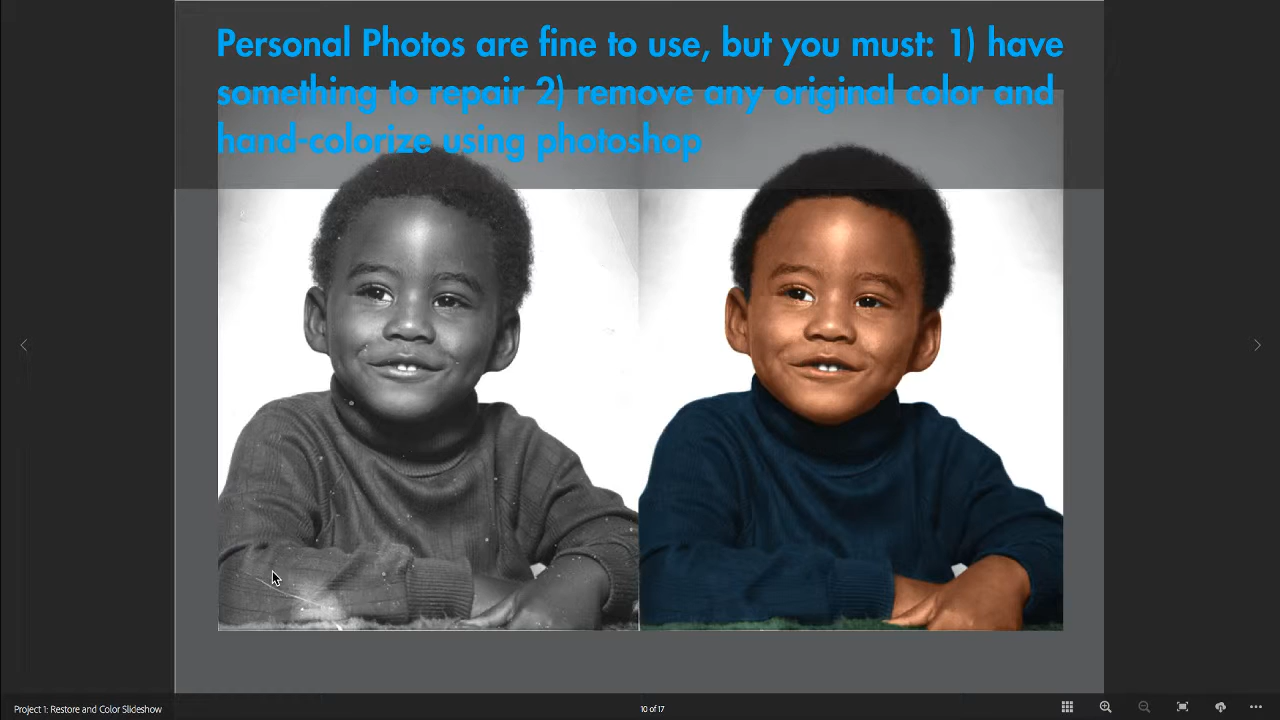 Personal Photos are fine to use, but you must: 1) have
something to repair 2) remove any original color and
hand-colorize using photoshop
Project 1: Restore and Color Slideshow
10 of 17